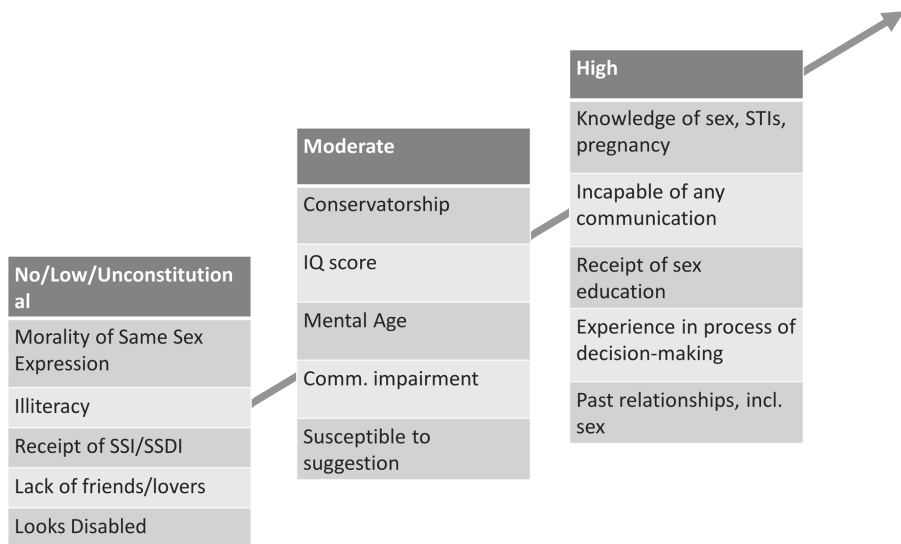 No/Low/Unconstitution
al
Morality of Same Sex
Expression
Illiteracy
Receipt of SSI/SSDI
Lack of friends/lovers
Looks Disabled
Moderate
Conservatorship
IQ score
Mental Age
Comm. impairment
Susceptible to
suggestion
High
Knowledge of sex, STIs,
pregnancy
Incapable of any
communication
Receipt of sex
education
Experience in process of
decision-making
Past relationships, incl.
sex